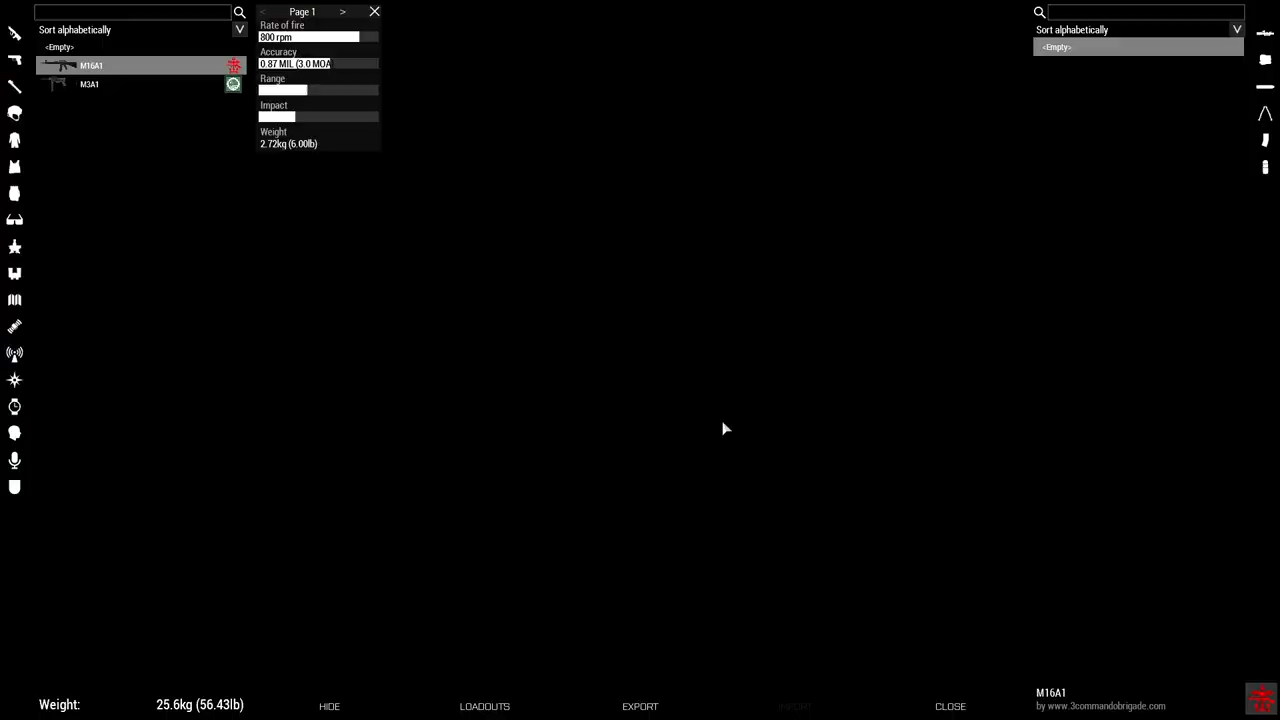 Sort alphabetically
<Empty>
M16A1
M3A1
< Page 1 >
Rate of fire
800 rpm
Accuracy
0.87 MIL (3.0 MOA
Range
Impact
Weight
2.72kq (6.00lb)
Sort alphabetically
<Empty>
Weight: 25.6kg (56.43lb)
HIDE
LOADOUTS
EXPORT
IMPORT
CLOSE
M16A1
by www.3commandobrigade.com